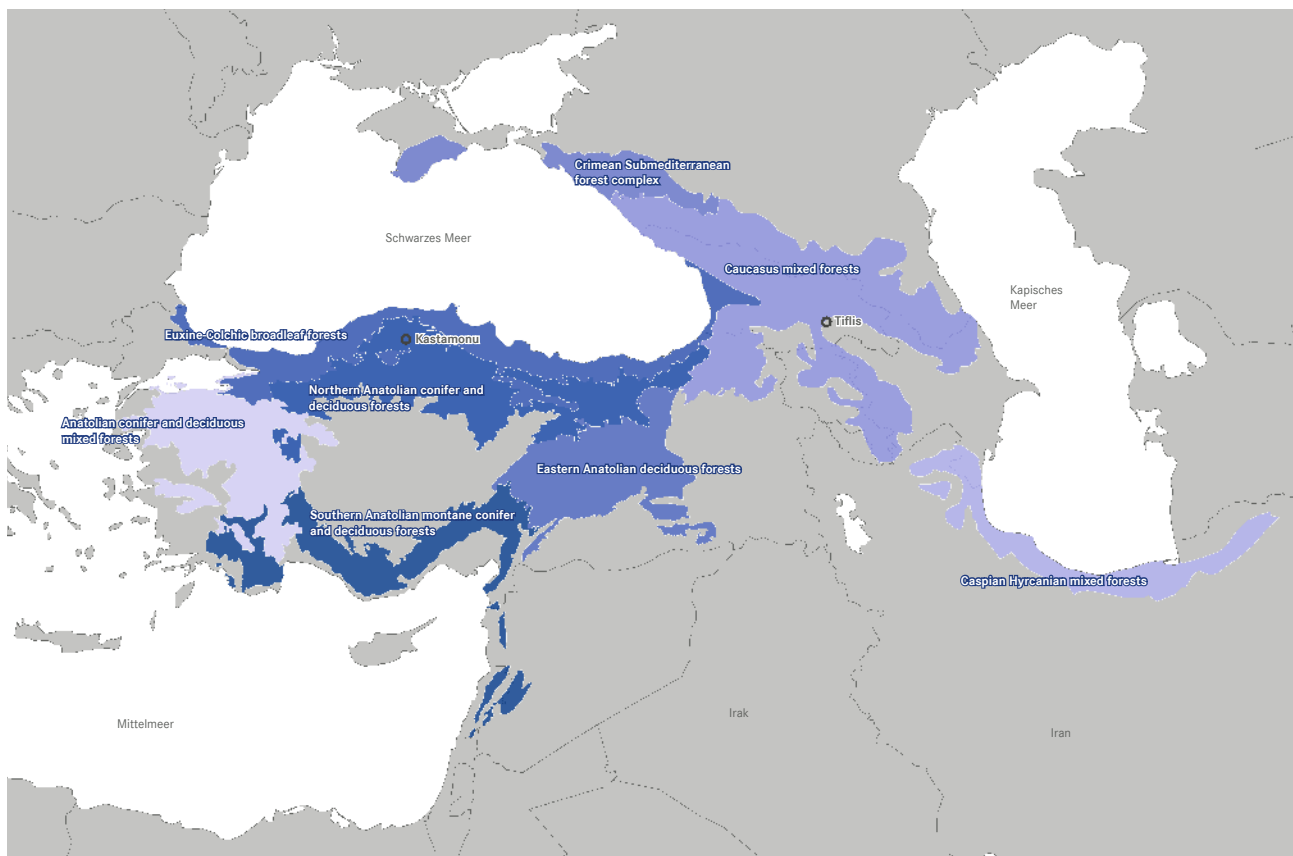 Crimean Submediterranean
forest complex
Schwarzes Meer
Caucasus mixed forests
Kapisches
Meer
Tiflis
Euxine-Colchic broadleaf forests
Kastamonu
Northern Anatolian conifer and
deciduous forests
Anatolian conifer and deciduous
mixed forests
Eastern Anatolian deciduous forests
Southern Anatolian montane conifer
and deciduous forests
Caspian Hyrcanian mixed forests
Mittelmeer
Irak
Iran